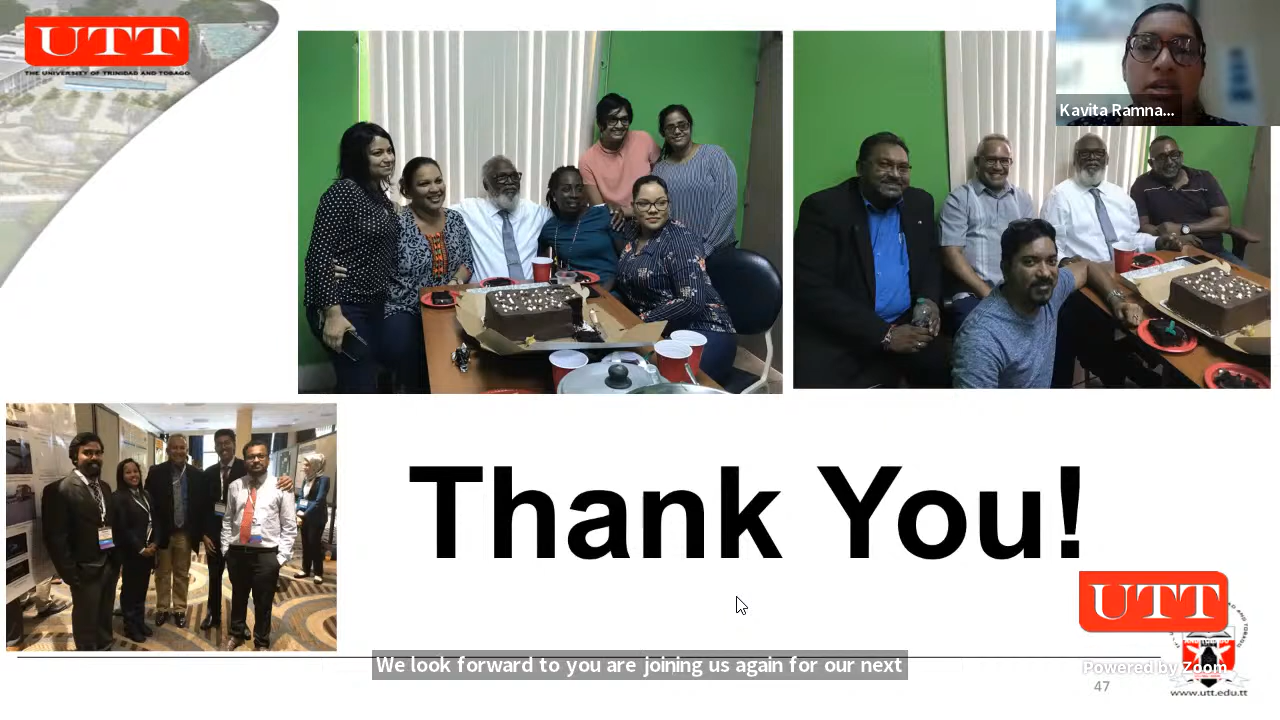 UTT
THE UNIVERSITY OF TRINIDAD AND TOBAGO
Kavita Ramna...
Thank You!
UTT
We look forward to you are joining us again for our next
Powered by Zoom
47
www.utt.edu.tt